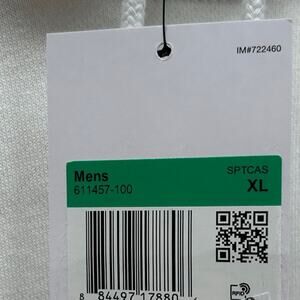 IM#722460
Mens
SPTCAS
611457-100
XL
8 84497 17880